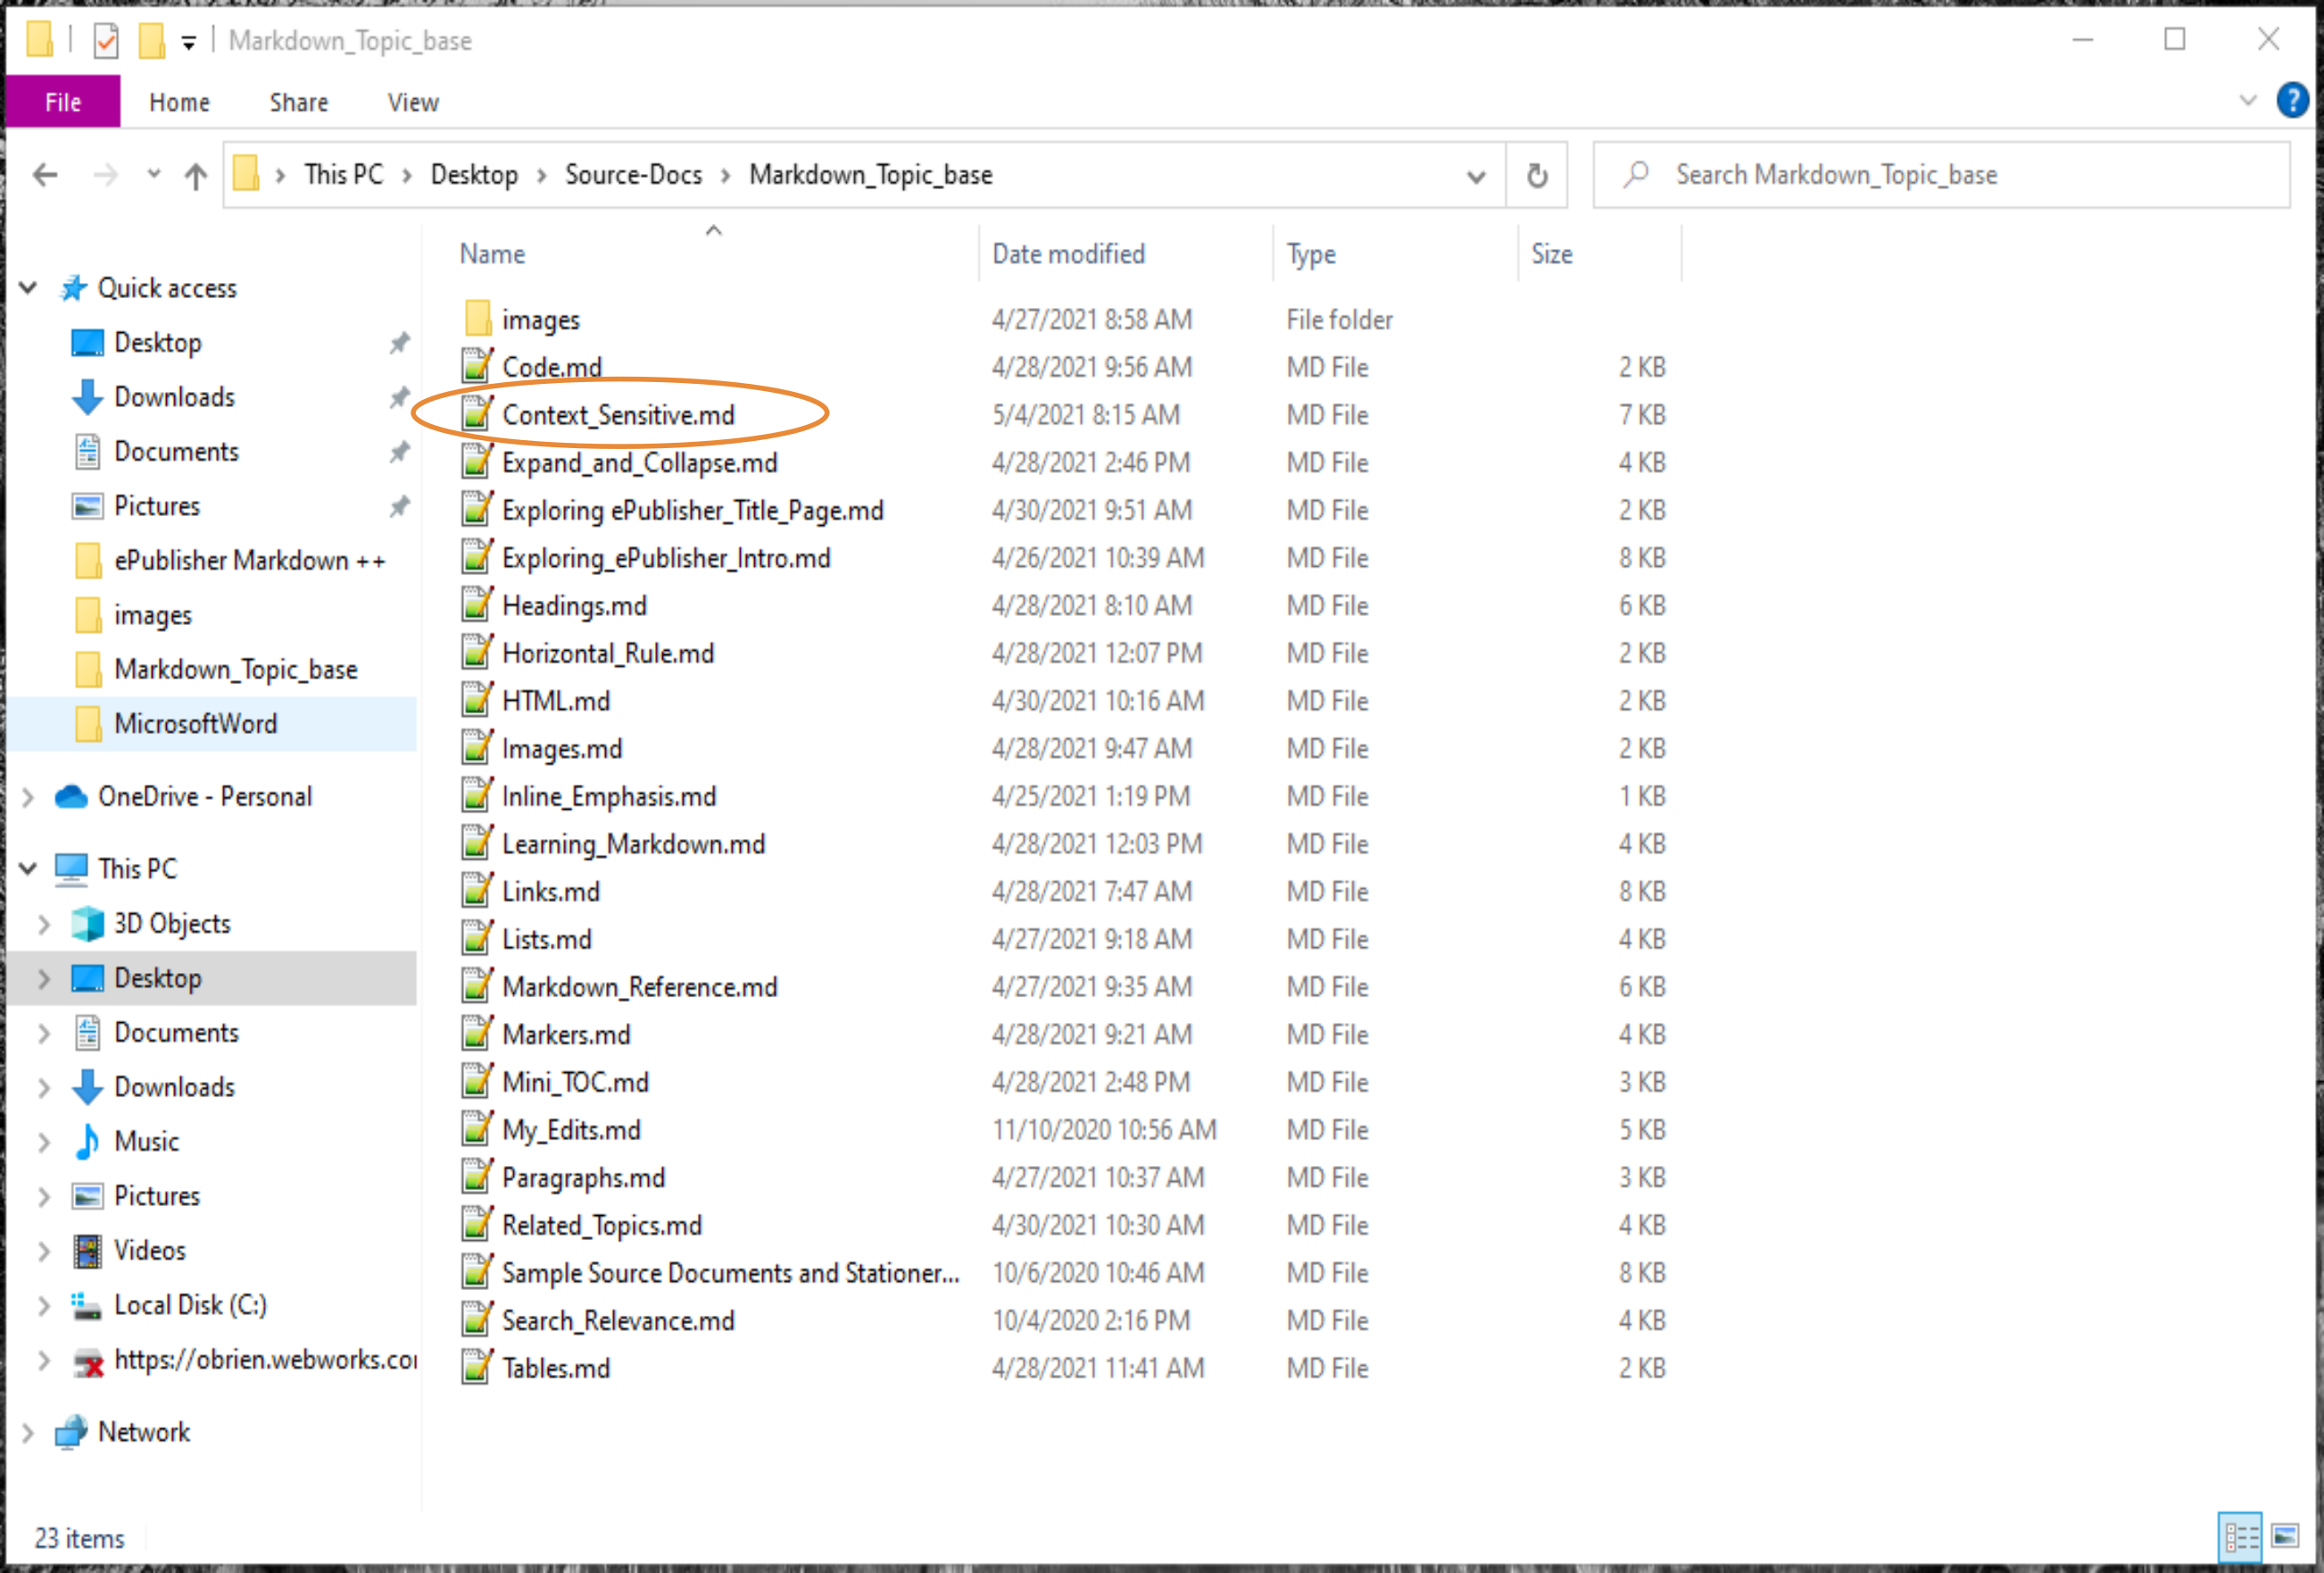 Markdown_Topic_base
File Home Share View
This PC Desktop Source-Docs Markdown_Topic_base
Search Markdown_Topic_base
Name Date modified Type Size
Quick access
Desktop
Downloads
Documents
Pictures
ePublisher Markdown ++
images
Markdown_Topic_base
MicrosoftWord
OneDrive - Personal
This PC
3D Objects
Desktop
Documents
Downloads
Music
Pictures
Videos
Local Disk (C:)
https://obrien.webworks.co
Network
images 4/27/2021 8:58 AM File folder
Code.md 4/28/2021 9:56 AM MD File 2 KB
Context_Sensitive.md 5/4/2021 8:15 AM MD File 7 KB
Expand_and_Collapse.md 4/28/2021 2:46 PM MD File 4 KB
Exploring ePublisher_Title_Page.md 4/30/2021 9:51 AM MD File 2 KB
Exploring_ePublisher_Intro.md 4/26/2021 10:39 AM MD File 8 KB
Headings.md 4/28/2021 8:10 AM MD File 6 KB
Horizontal_Rule.md 4/28/2021 12:07 PM MD File 2 KB
HTML.md 4/30/2021 10:16 AM MD File 2 KB
Images.md 4/28/2021 9:47 AM MD File 2 KB
Inline_Emphasis.md 4/25/2021 1:19 PM MD File 1 KB
Learning_Markdown.md 4/28/2021 12:03 PM MD File 4 KB
Links.md 4/28/2021 7:47 AM MD File 8 KB
Lists.md 4/27/2021 9:18 AM MD File 4 KB
Markdown_Reference.md 4/27/2021 9:35 AM MD File 6 KB
Markers.md 4/28/2021 9:21 AM MD File 4 KB
Mini_TOC.md 4/28/2021 2:48 PM MD File 3 KB
My_Edits.md 11/10/2020 10:56 AM MD File 5 KB
Paragraphs.md 4/27/2021 10:37 AM MD File 3 KB
Related_Topics.md 4/30/2021 10:30 AM MD File 4 KB
Sample Source Documents and Stationer... 10/6/2020 10:46 AM MD File 8 KB
Search_Relevance.md 10/4/2020 2:16 PM MD File 4 KB
Tables.md 4/28/2021 11:41 AM MD File 2 KB
23 items